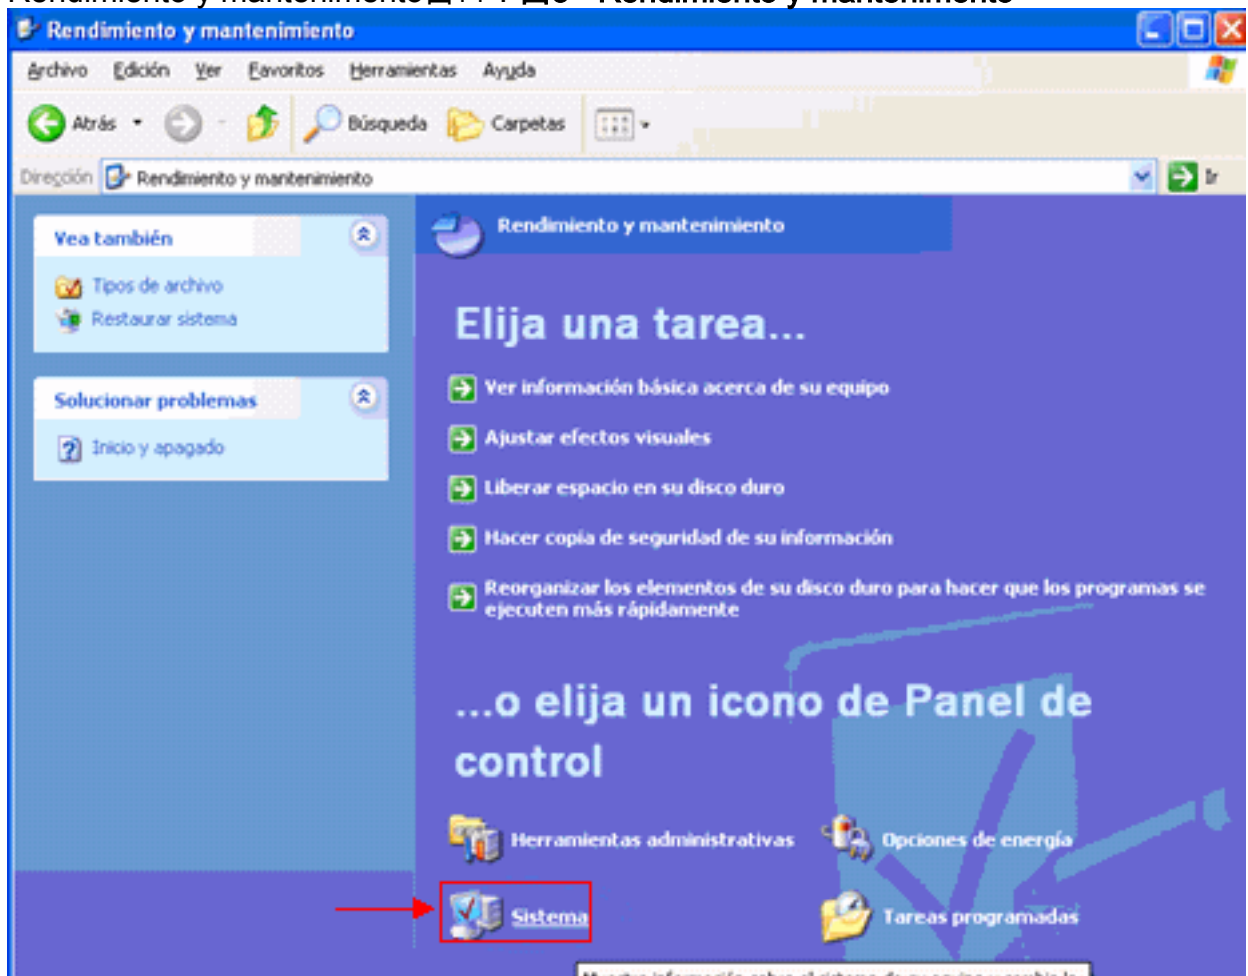 Rendimiento y mantenimiento
Rendimiento y mantenimento
Rendimiento y mantenimiento
Archivo Edición Ver Favoritos Herramientas Ayuda
Atrás Búsqueda Carpetas
Dirección Rendimiento y mantenimiento Ir
Vea también
Tipos de archivo
Restaurar sistema
Solucionar problemas
Inicio y apagado
Rendimiento y mantenimiento
Elija una tarea...
Ver información básica acerca de su equipo
Ajustar efectos visuales
Liberar espacio en su disco duro
Hacer copia de seguridad de su información
Reorganizar los elementos de su disco duro para hacer que los programas se
ejecuten más rápidamente
...o elija un icono de Panel de
control
Herramientas administrativas Opciones de energía
Sistema Tareas programadas